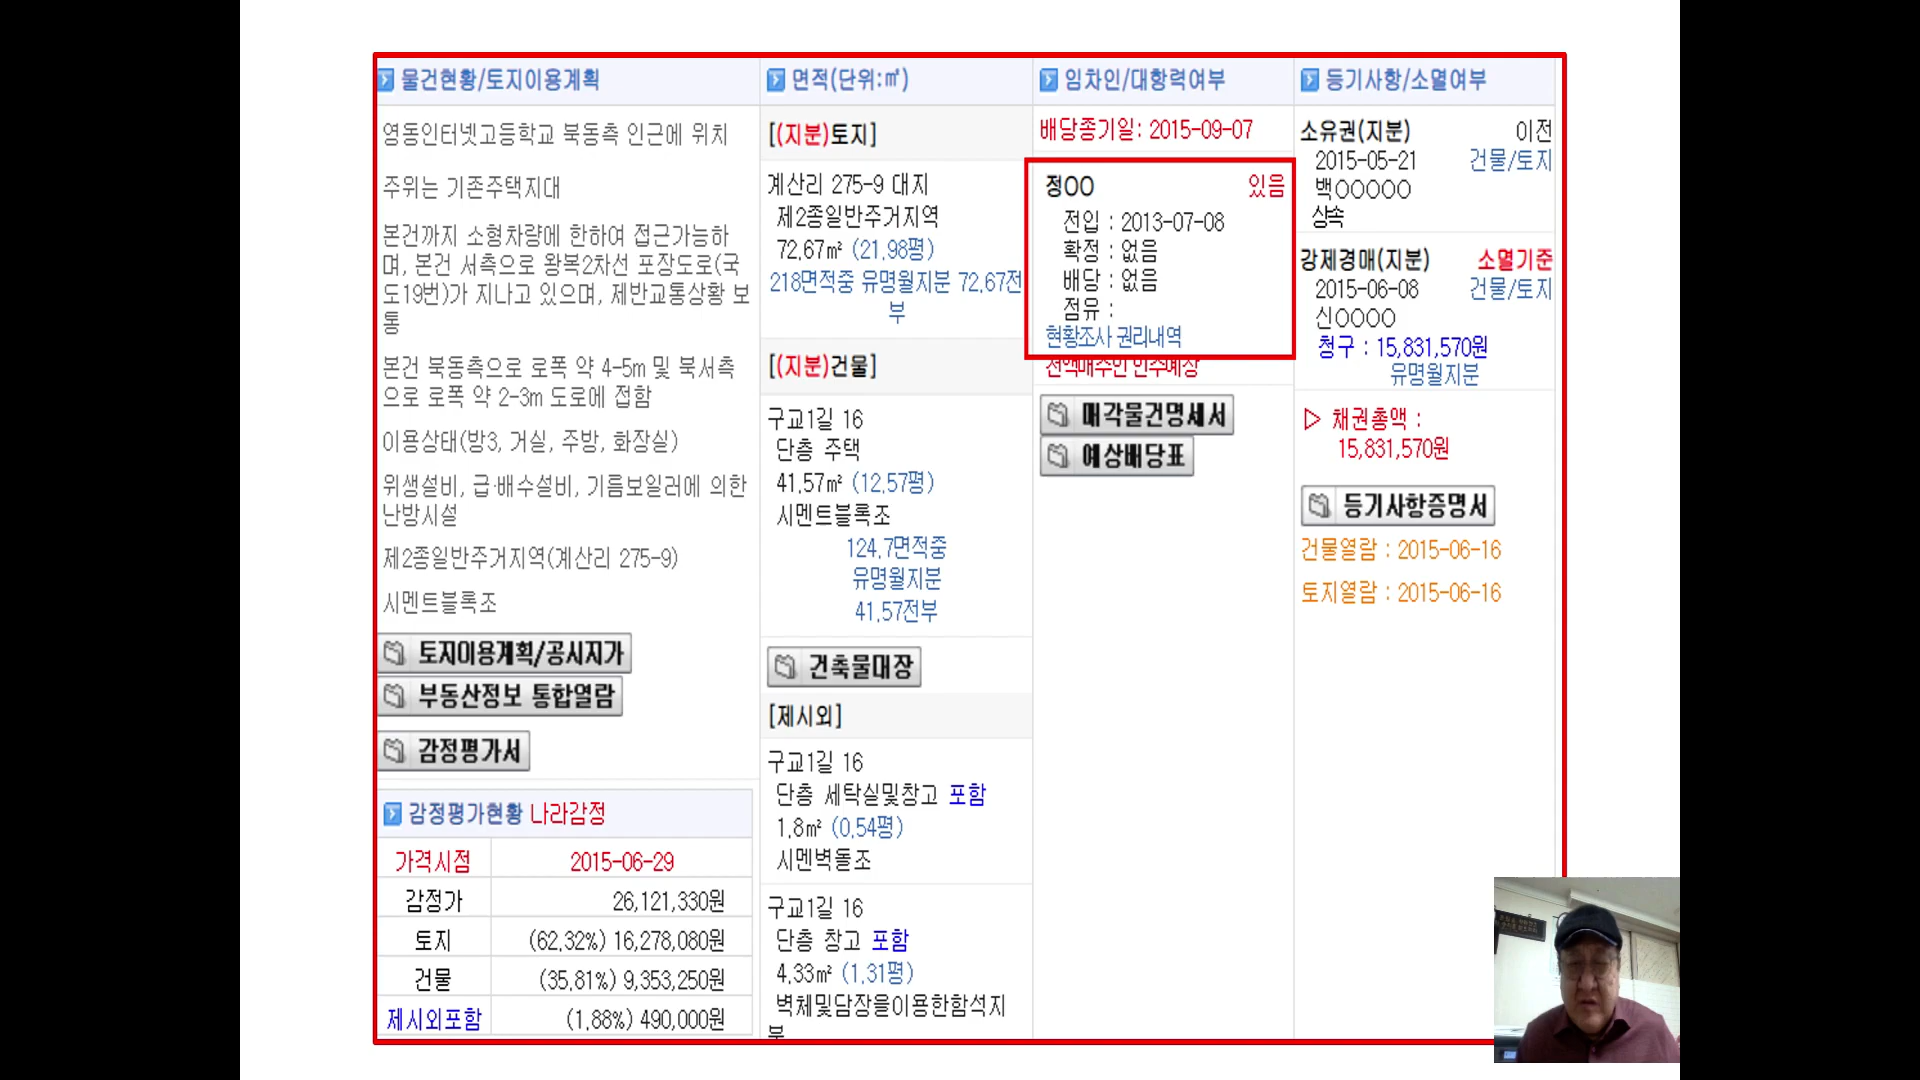 물건현황/토지이용계획
영동인터넷고등학교 북동측 인근에 위치
주위는 기존주택지대
본건까지 소형차량에 한하여 접근가능하
며, 본건 서측으로 왕복2차선 포장도로(국
도19번)가 지나고 있으며, 제반교통상황 보
통
본건 북동측으로 로폭 약 4-5m 및 북서측
으로 로폭 약 2-3m 도로에 접함
이용상태(방3, 거실, 주방, 화장실)
위생설비, 급·배수설비, 기름보일러에 의한
난방시설
제2종일반주거지역(계산리 275-9)
시멘트블록조
토지이용계획/공시지가
부동산정보 통합열람
감정평가서
감정평가현황 나라감정
가격시점 2015-06-29
감정가 26,121,330원
토지 (62,32%) 16,278,080원
건물 (35,81%) 9,353,250원
제시외포함 (1,88%) 490,000원
면적(단위:㎡)
[(지분)토지]
계산리 275-9 대지
제2종일반주거지역
72,67㎡ (21,98평)
218면적중 유명월지분 72,67전
부
[(지분)건물]
구교1길 16
단층 주택
41,57㎡ (12,57평)
시멘트블록조
124,7면적중
유명월지분
41,57전부
건축물대장
[제시외]
구교1길 16
단층 세탁실및창고 포함
1,8㎡ (0,54평)
시멘벽돌조
구교1길 16
단층 창고 포함
4,33㎡ (1,31평)
벽체및담장을이용한함석지
붕
임차인/대항력여부
배당종기일: 2015-09-07
정OO 있음
전입 : 2013-07-08
확정 : 없음
배당 : 없음
점유 :
현황조사 권리내역
전액매수인 인수예상
매각물건명세서
예상배당표
등기사항/소멸여부
소유권(지분) 이전
2015-05-21 건물/토지
백OOOOO
상속
강제경매(지분) 소멸기준
2015-06-08 건물/토지
신OOOO
청구 : 15,831,570원
유명월지분
▷ 채권총액 :
15,831,570원
등기사항증명서
건물열람 : 2015-06-16
토지열람 : 2015-06-16